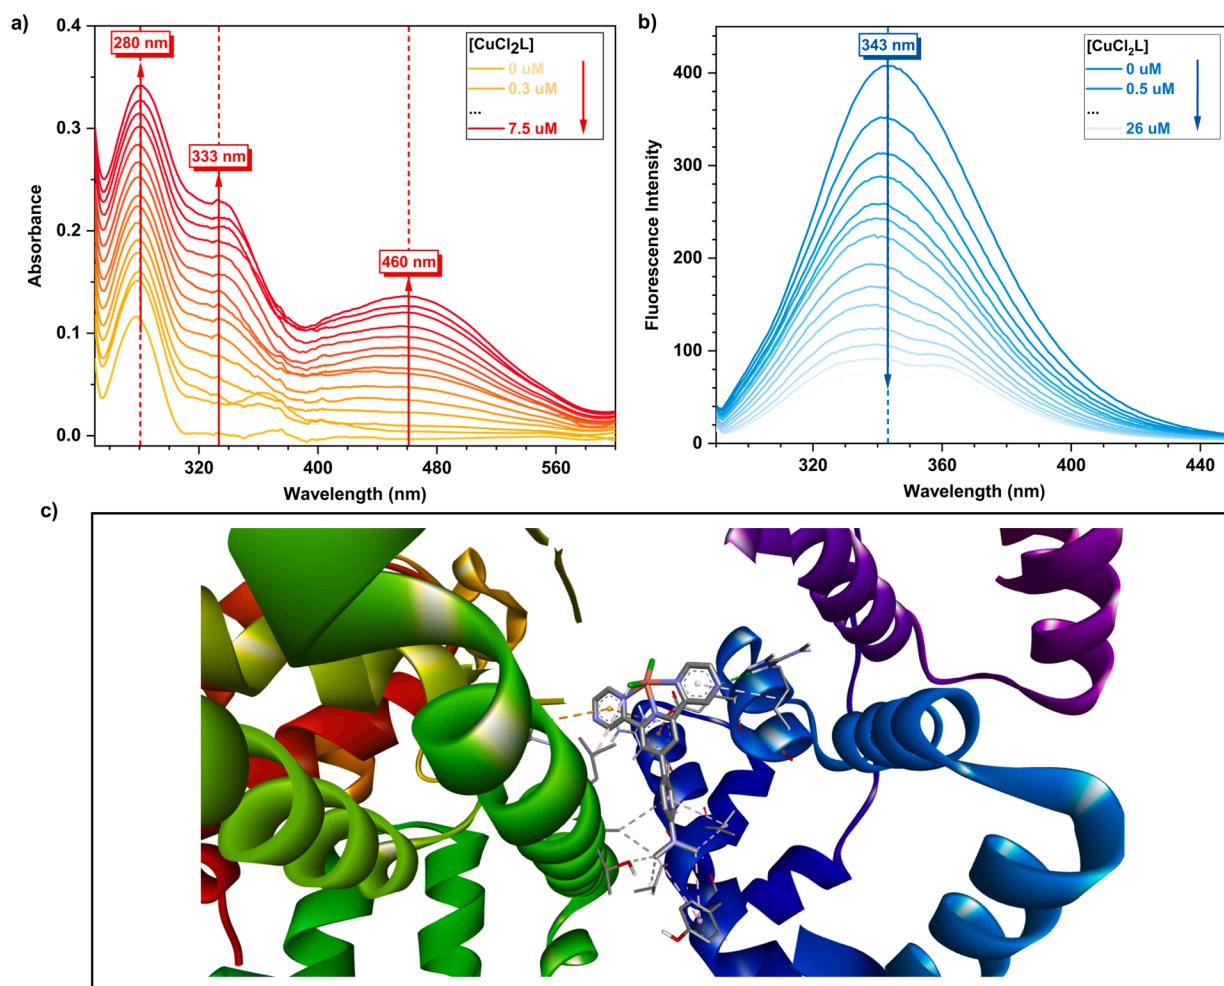 a)
0.4
0.3
0.2
0.1
0.0
Absorbance
280 nm
333 nm
460 nm
[CuCl₂L]
0 uM
0.3 uM
...
7.5 uM
320
400
480
560
Wavelength (nm)
b)
400
300
200
100
0
Fluorescence Intensity
343 nm
[CuCl₂L]
0 uM
0.5 uM
...
26 uM
320
360
400
440
Wavelength (nm)
c)